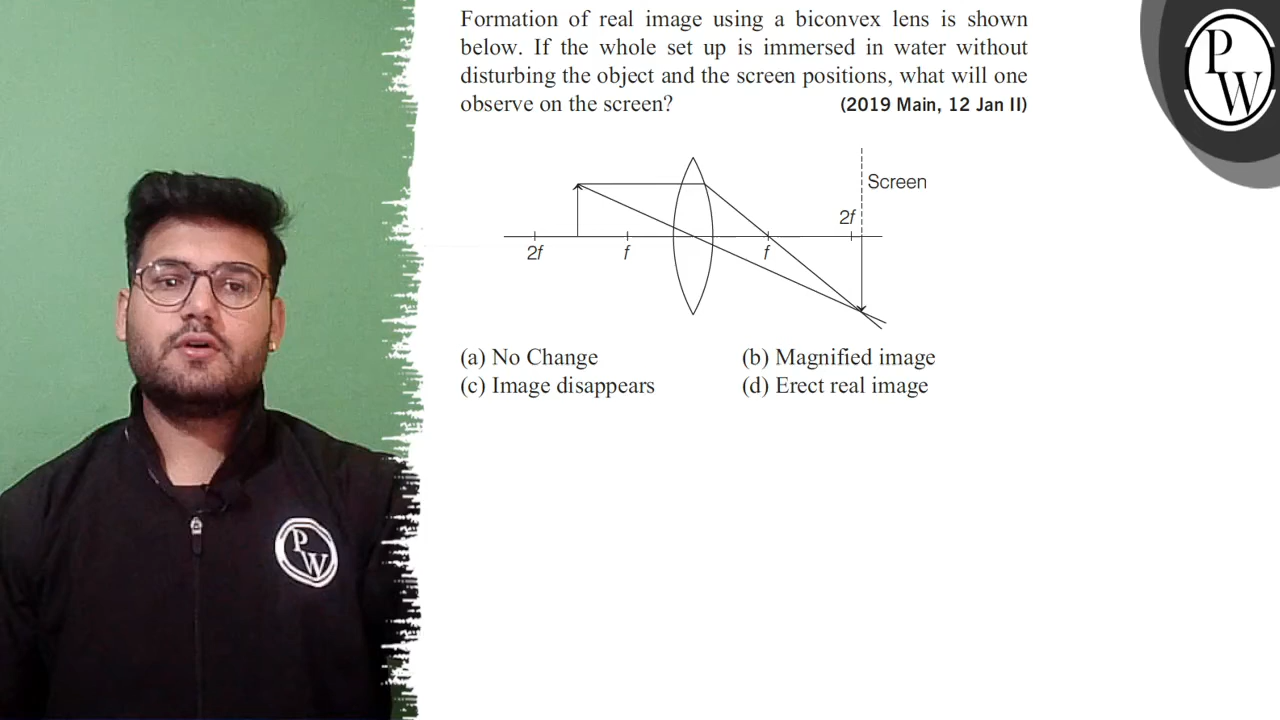 Formation of real image using a biconvex lens is shown
below. If the whole set up is immersed in water without
disturbing the object and the screen positions, what will one
observe on the screen? (2019 Main, 12 Jan II)
Screen
2f
2f f f
(a) No Change (b) Magnified image
(c) Image disappears (d) Erect real image
PW
PW